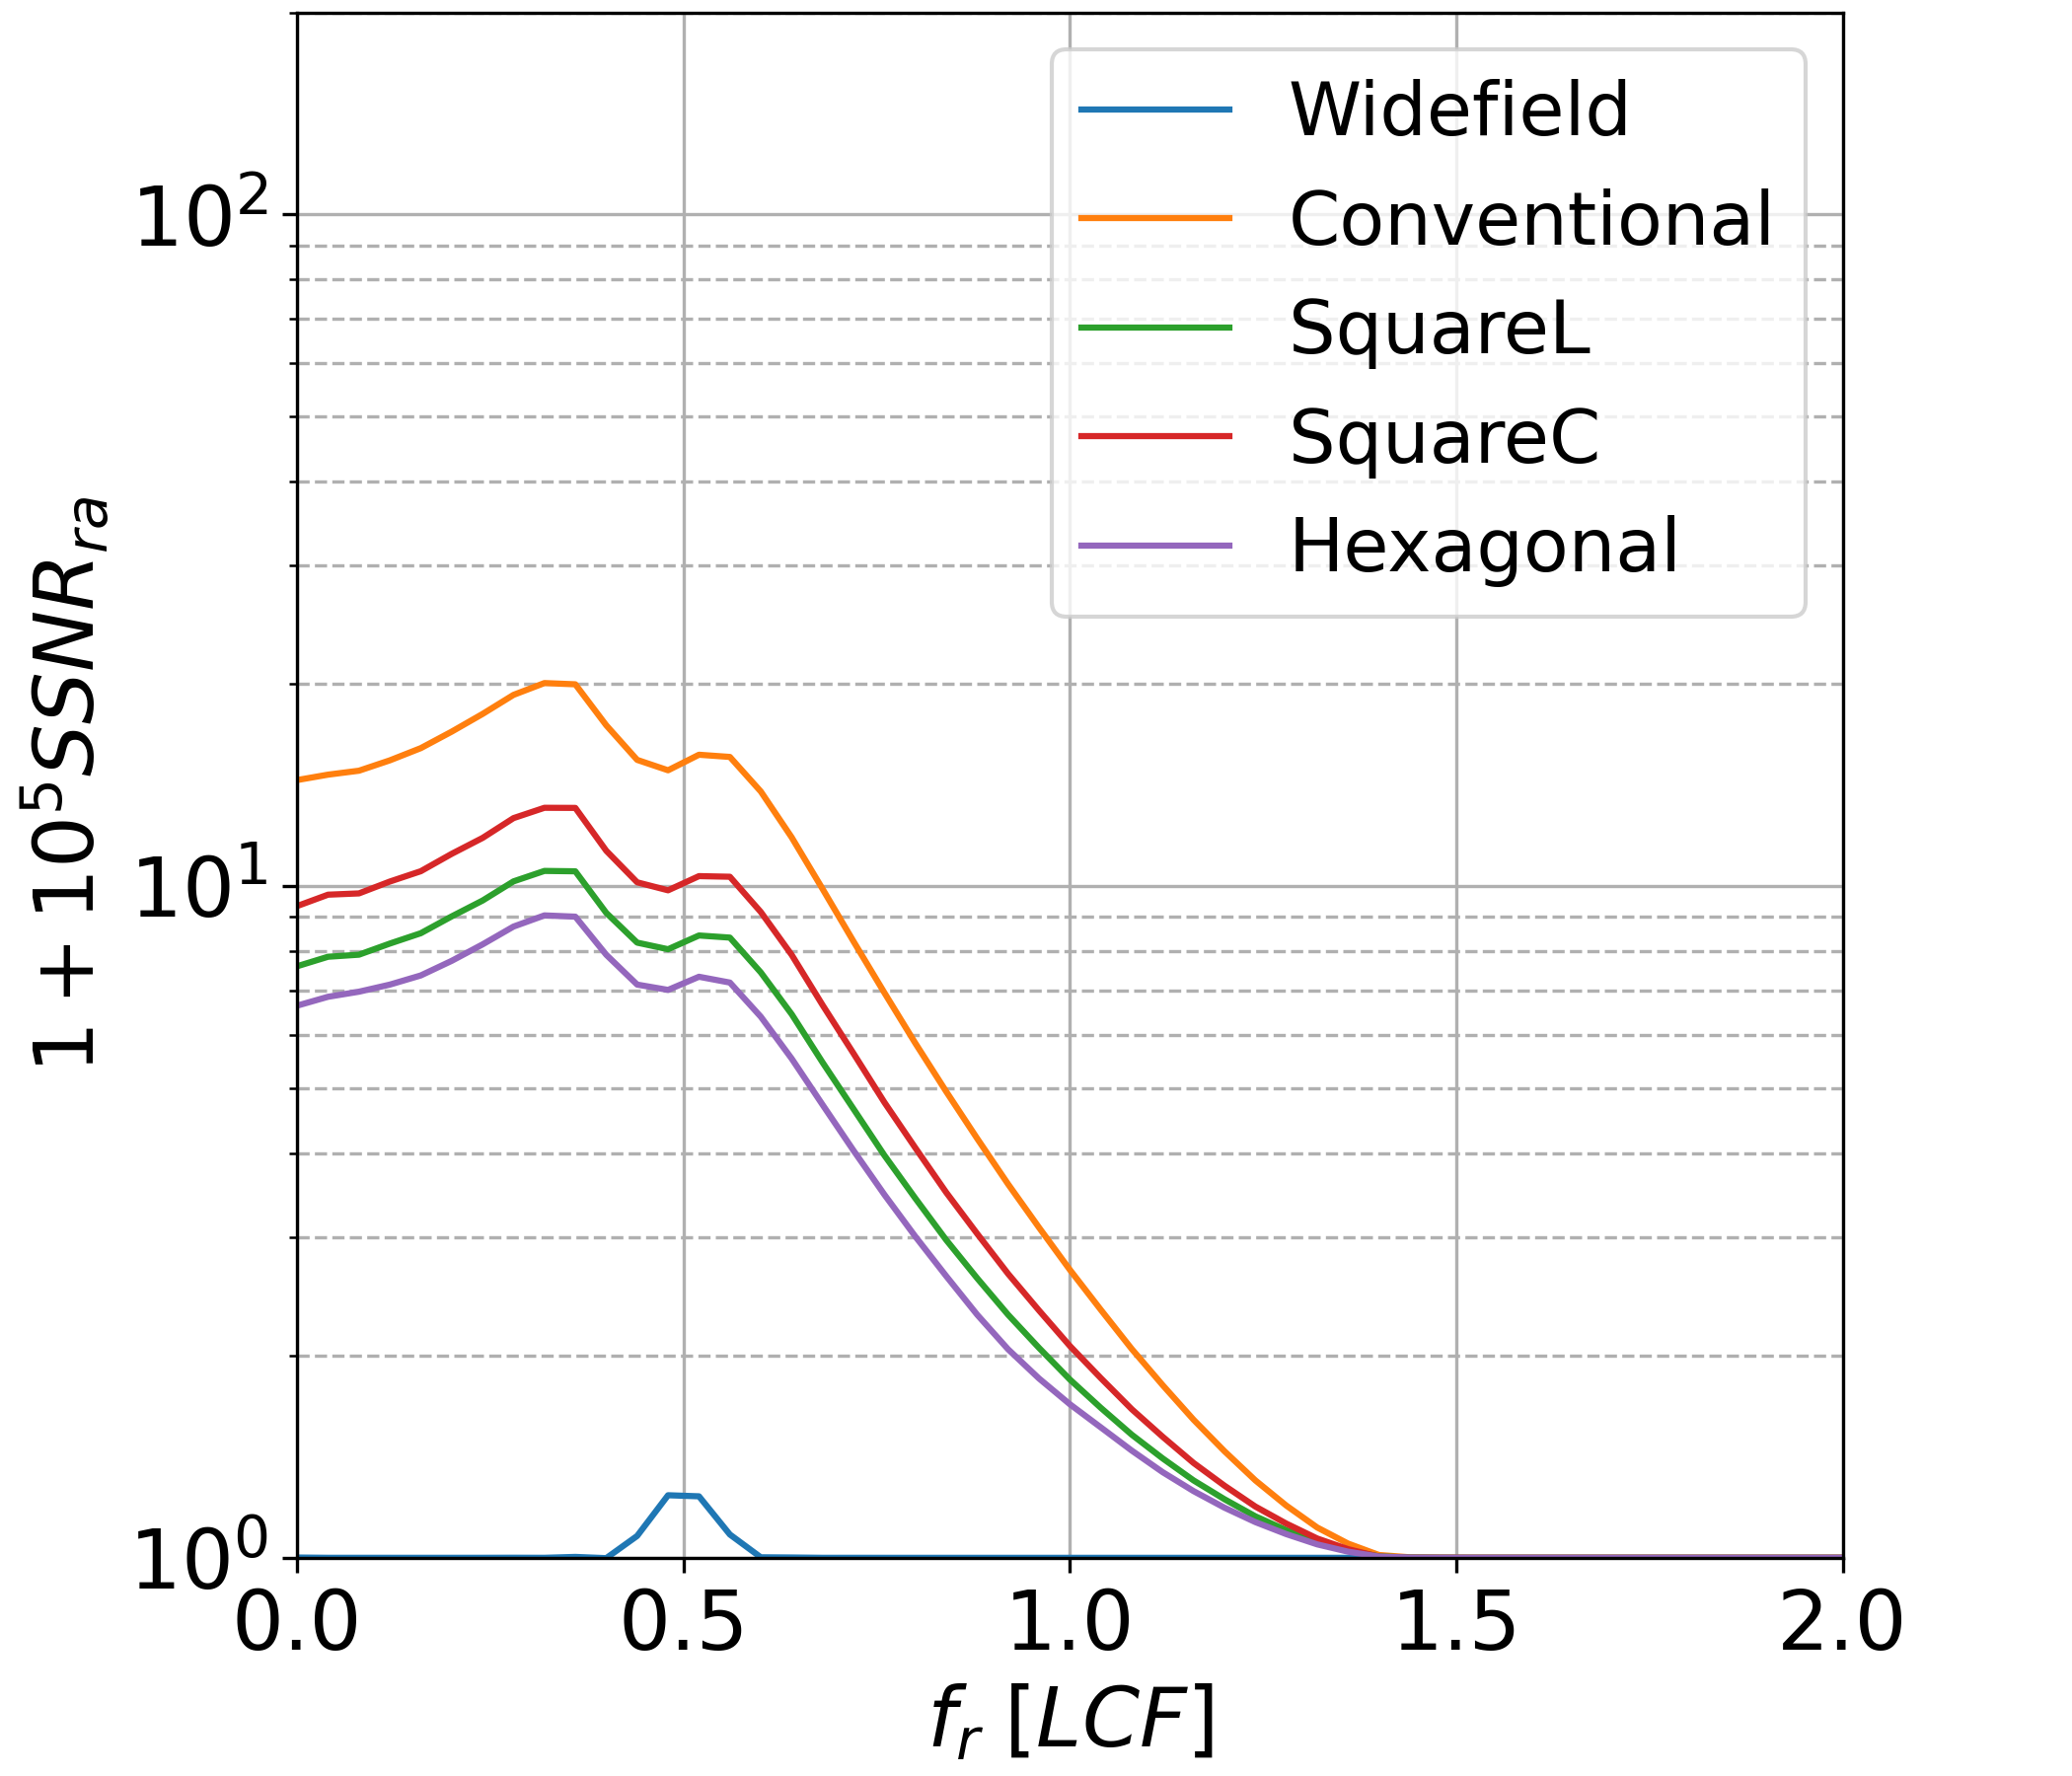 Widefield
Conventional
SquareL
SquareC
Hexagonal
10²
10¹
10⁰
1 + 10⁵SSNR_ra
0.0 0.5 1.0 1.5 2.0
f_r [LCF]